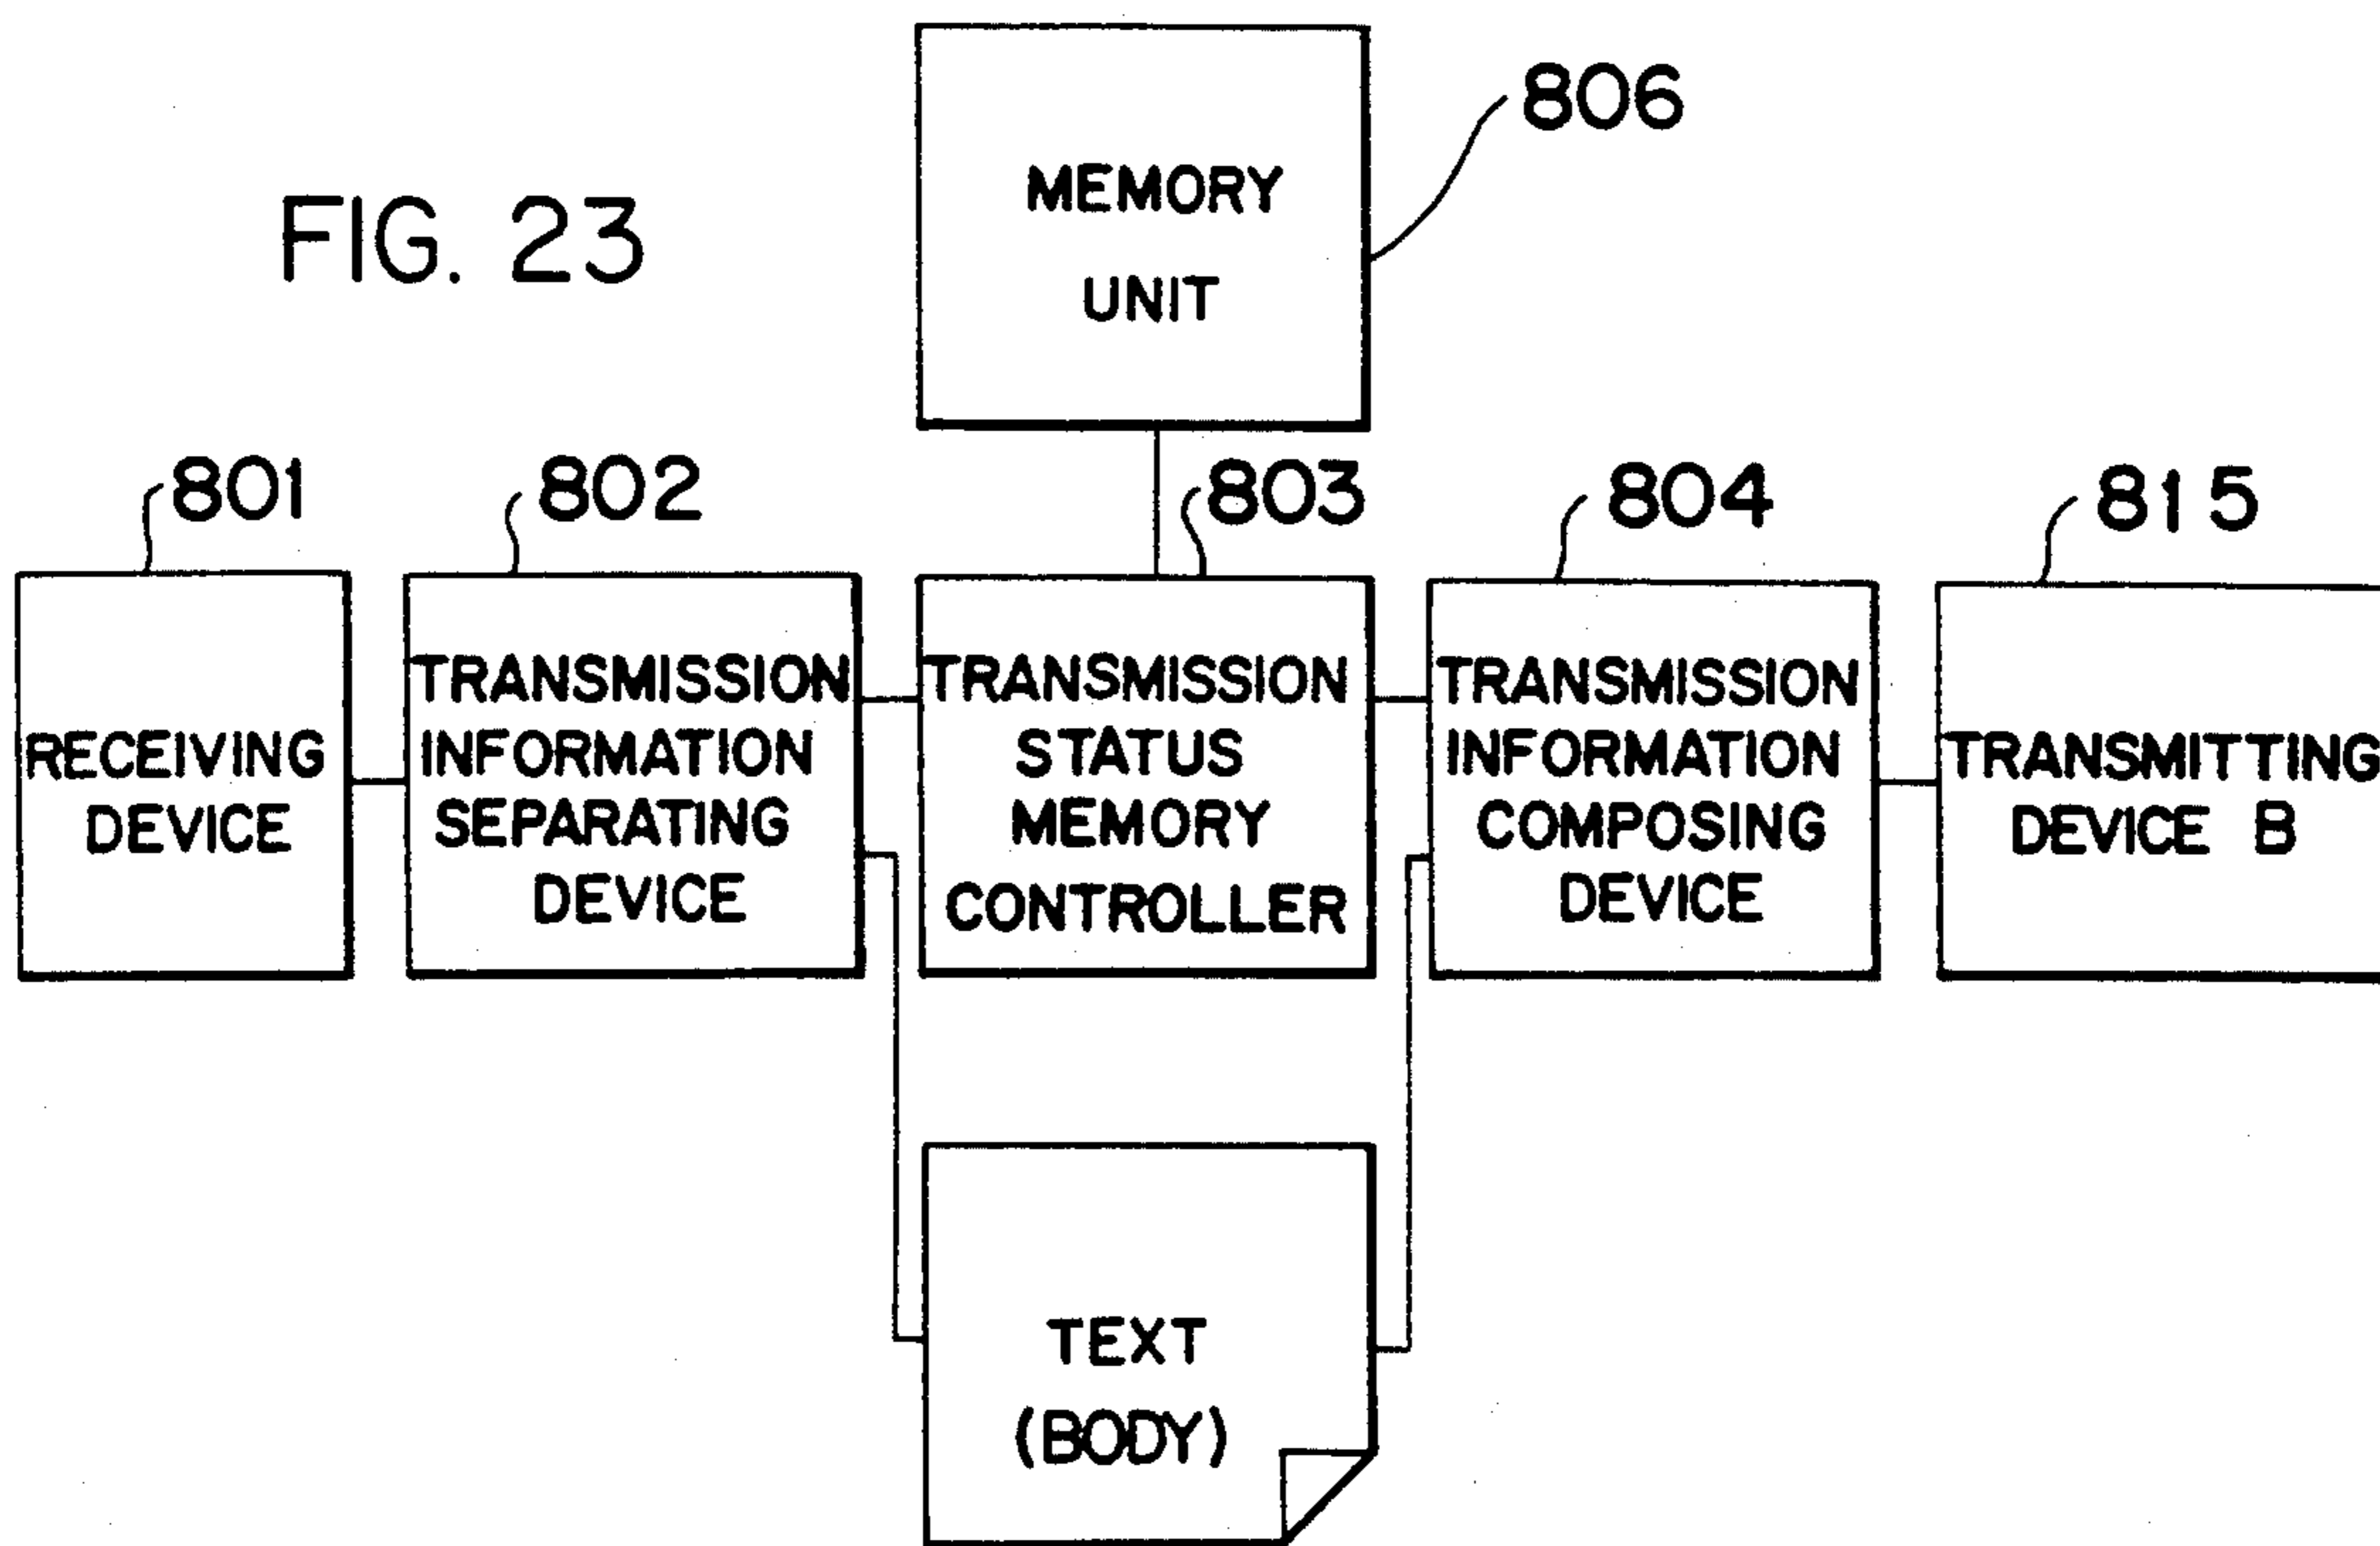 FIG. 23
MEMORY
UNIT
806
801
802
803
804
815
RECEIVING
DEVICE
TRANSMISSION
INFORMATION
SEPARATING
DEVICE
TRANSMISSION
STATUS
MEMORY
CONTROLLER
TRANSMISSION
INFORMATION
COMPOSING
DEVICE
TRANSMITTING
DEVICE B
TEXT
(BODY)